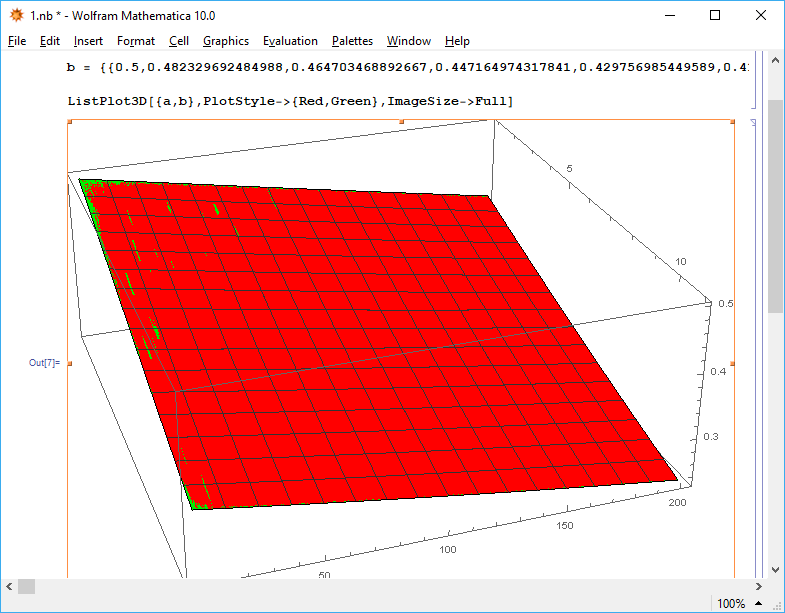 1.nb * - Wolfram Mathematica 10.0
File Edit Insert Format Cell Graphics Evaluation Palettes Window Help
b = {{0.5,0.482329692484988,0.464703468892667,0.447164974317841,0.429756985449589,0.41
ListPlot3D[{a,b},PlotStyle->{Red,Green},ImageSize->Full]
5
10
0.5
Out[7]=
0.4
0.3
200
150
100
50
100%